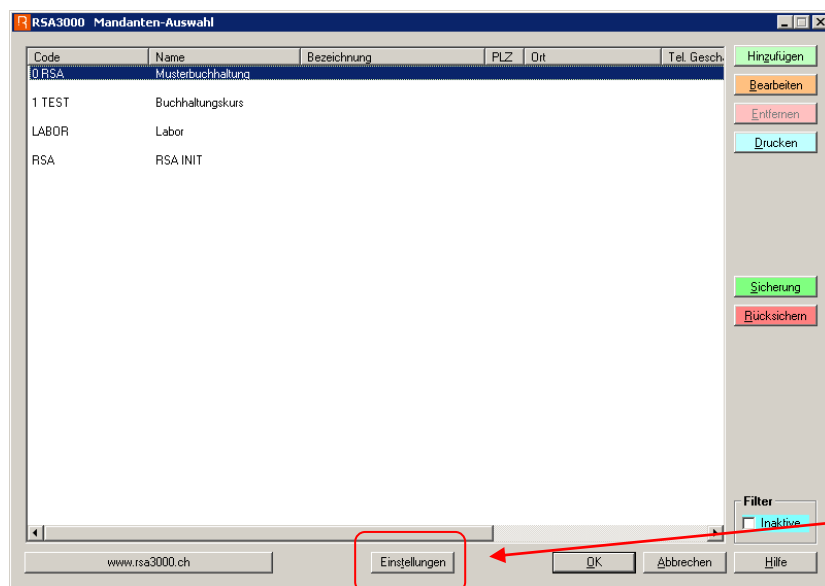 RSA3000 Mandanten-Auswahl
Code Name Bezeichnung PLZ Ort Tel. Gesch
0 RSA Musterbuchhaltung
1 TEST Buchhaltungskurs
LABOR Labor
RSA RSA INIT
Hinzufügen
Bearbeiten
Entfernen
Drucken
Sicherung
Rücksichern
Filter
Inaktive
www.rsa3000.ch Einstellungen OK Abbrechen Hilfe